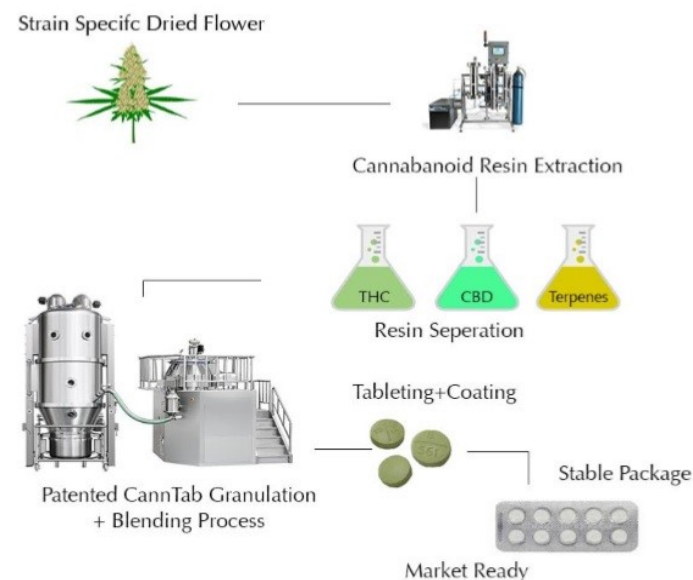 Strain Specifc Dried Flower
Cannabanoid Resin Extraction
THC
CBD
Terpenes
Resin Seperation
Tableting+Coating
Patented CannTab Granulation
+ Blending Process
Stable Package
Market Ready